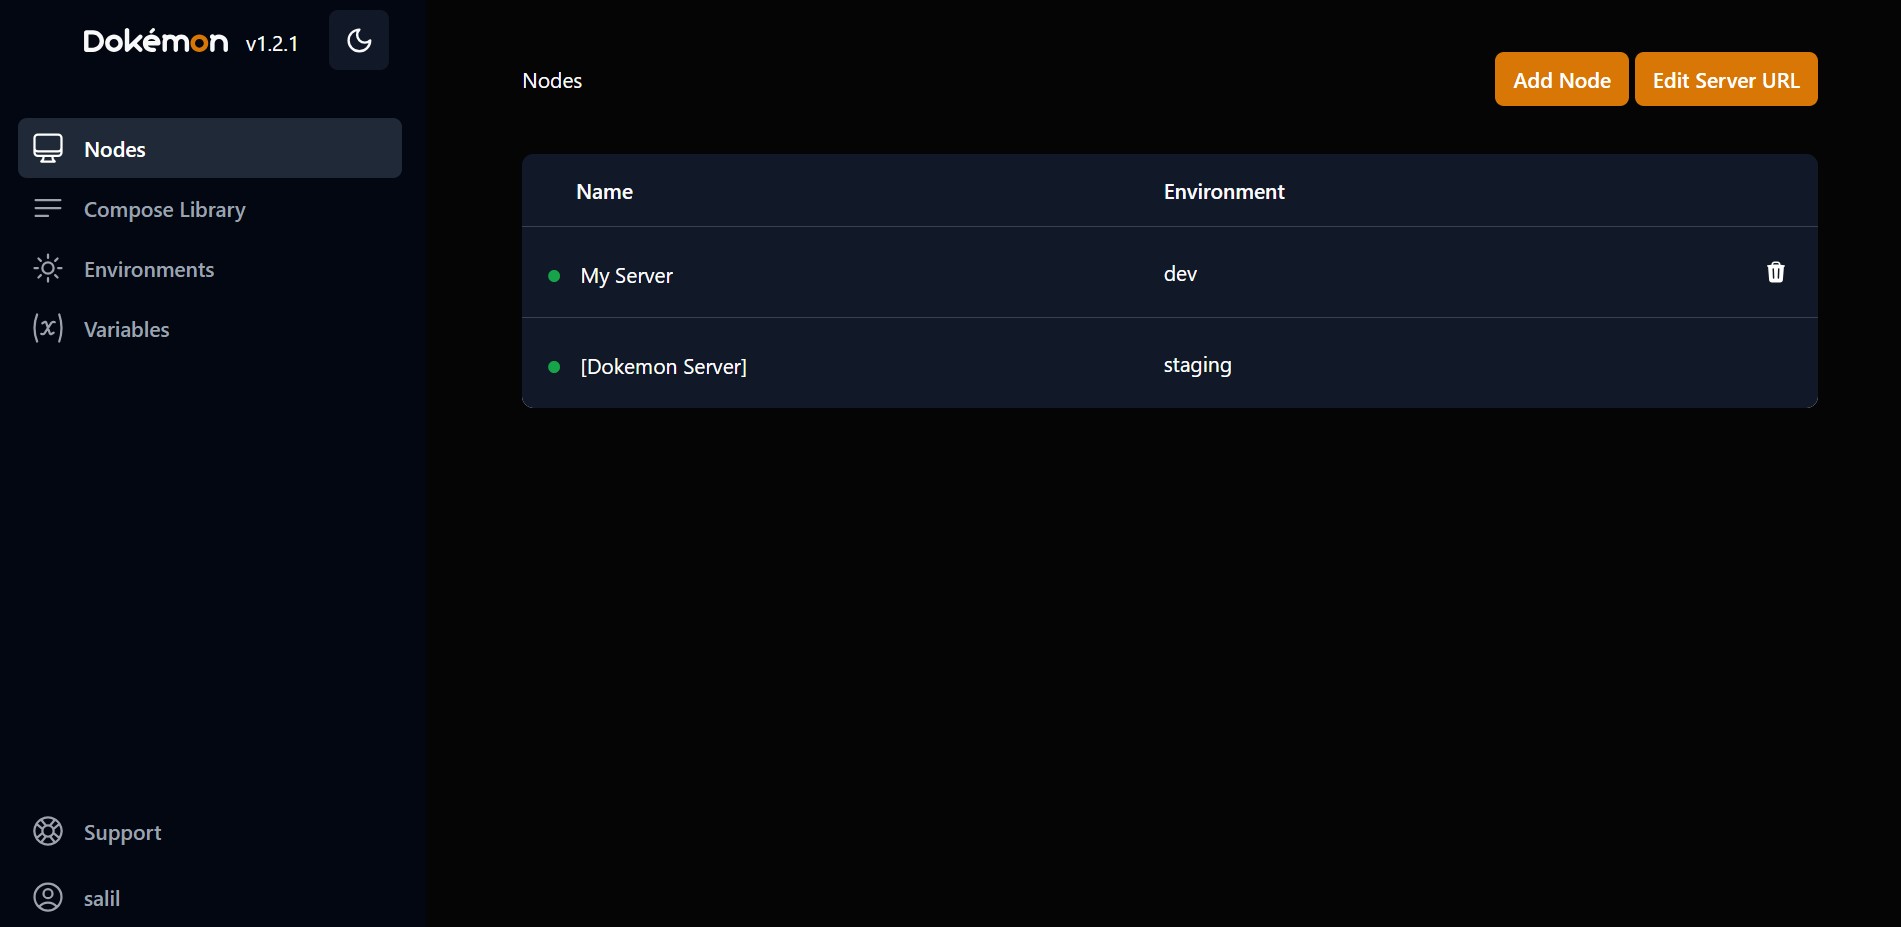 Dokémon v1.2.1
Nodes
Compose Library
Environments
(x) Variables
Support
salil
Nodes
Add Node
Edit Server URL
Name Environment
My Server dev
[Dokemon Server] staging